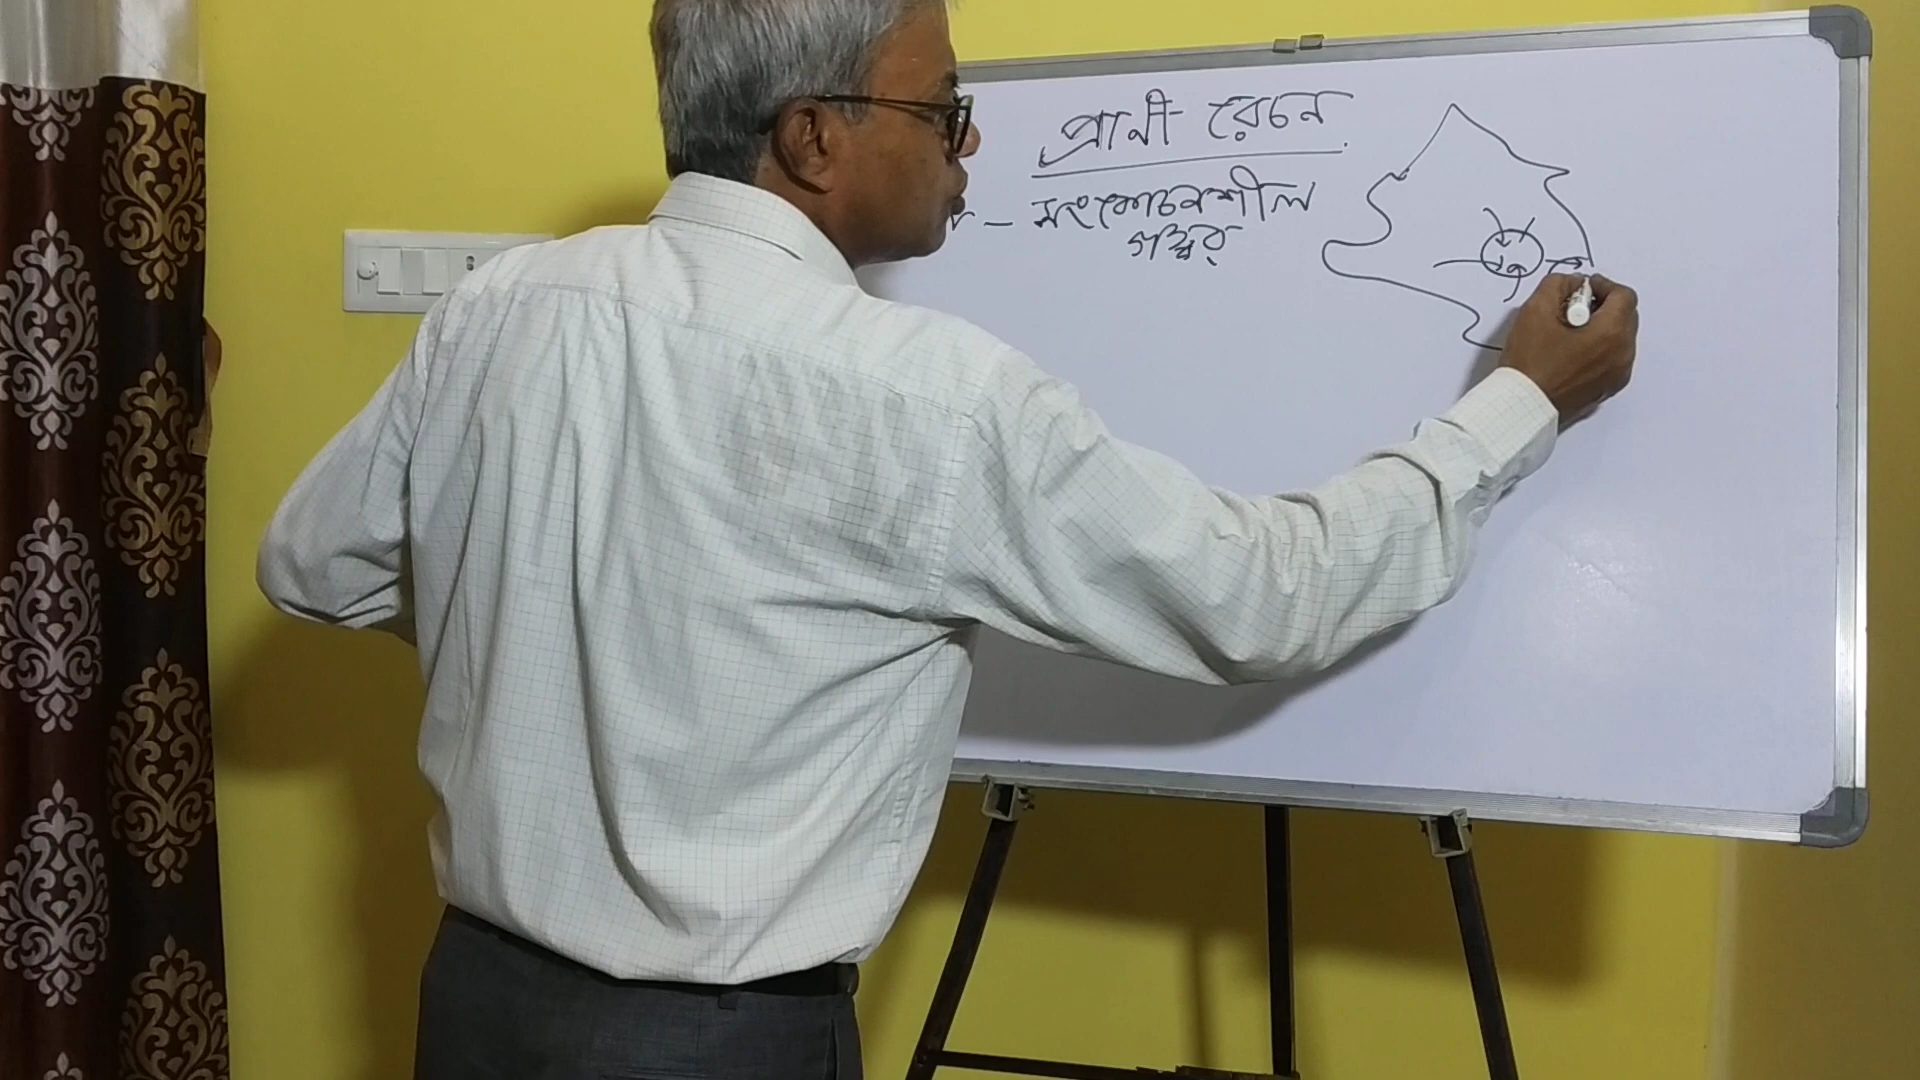 প্রানী রেচন
– সংকোচনশীল
গহ্বর